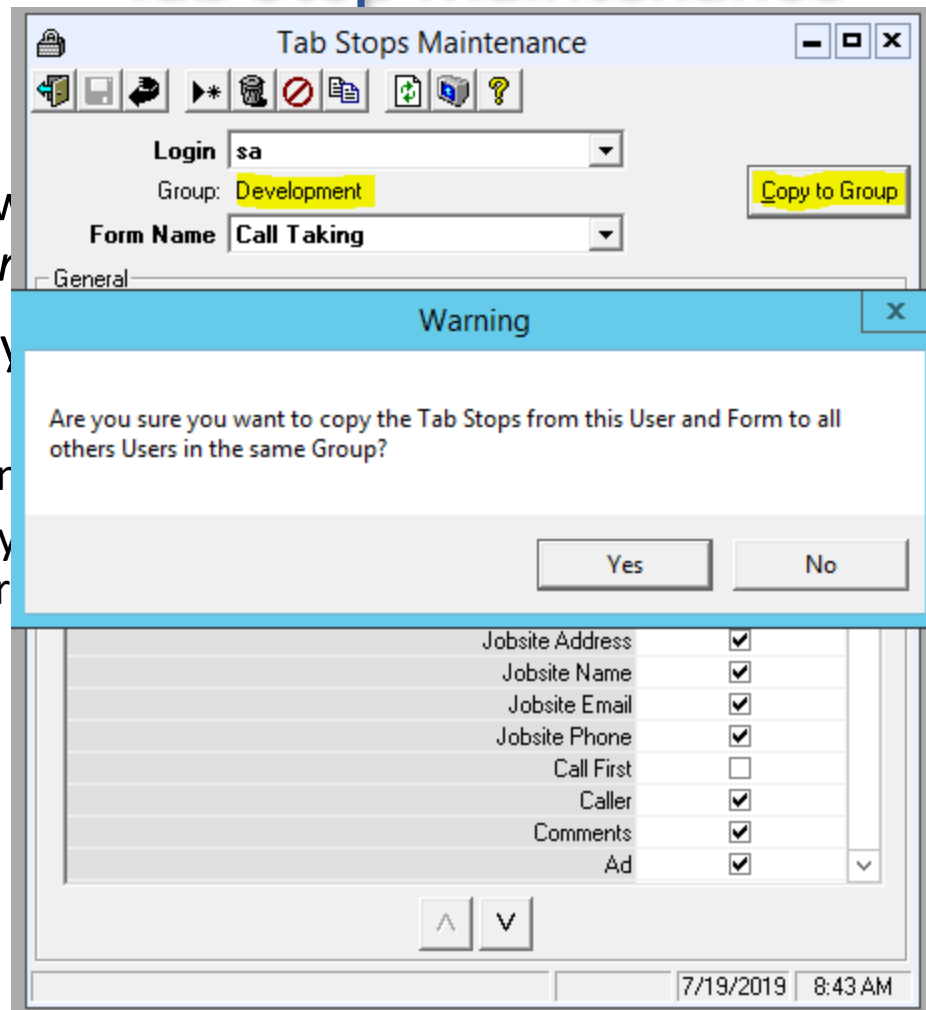 Tab Stops Maintenance
Login sa
Group: Development
Copy to Group
Form Name Call Taking
General
Warning
x
Are you sure you want to copy the Tab Stops from this User and Form to all
others Users in the same Group?
Yes No
Jobsite Address
Jobsite Name
Jobsite Email
Jobsite Phone
Call First
Caller
Comments
Ad
7/19/2019 8:43 AM